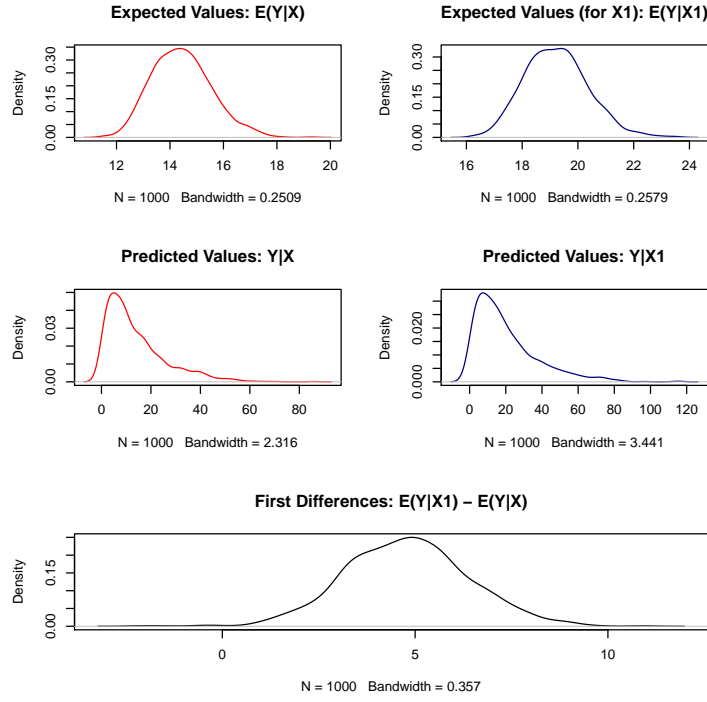 Expected Values: E(Y|X)
Density
0.00 0.15 0.30
12 14 16 18 20
N = 1000 Bandwidth = 0.2509
Expected Values (for X1): E(Y|X1)
Density
0.00 0.15 0.30
16 18 20 22 24
N = 1000 Bandwidth = 0.2579
Predicted Values: Y|X
Density
0.00 0.03
0 20 40 60 80
N = 1000 Bandwidth = 2.316
Predicted Values: Y|X1
Density
0.000 0.020
0 20 40 60 80 100 120
N = 1000 Bandwidth = 3.441
First Differences: E(Y|X1) − E(Y|X)
Density
0.00 0.15
0 5 10
N = 1000 Bandwidth = 0.357